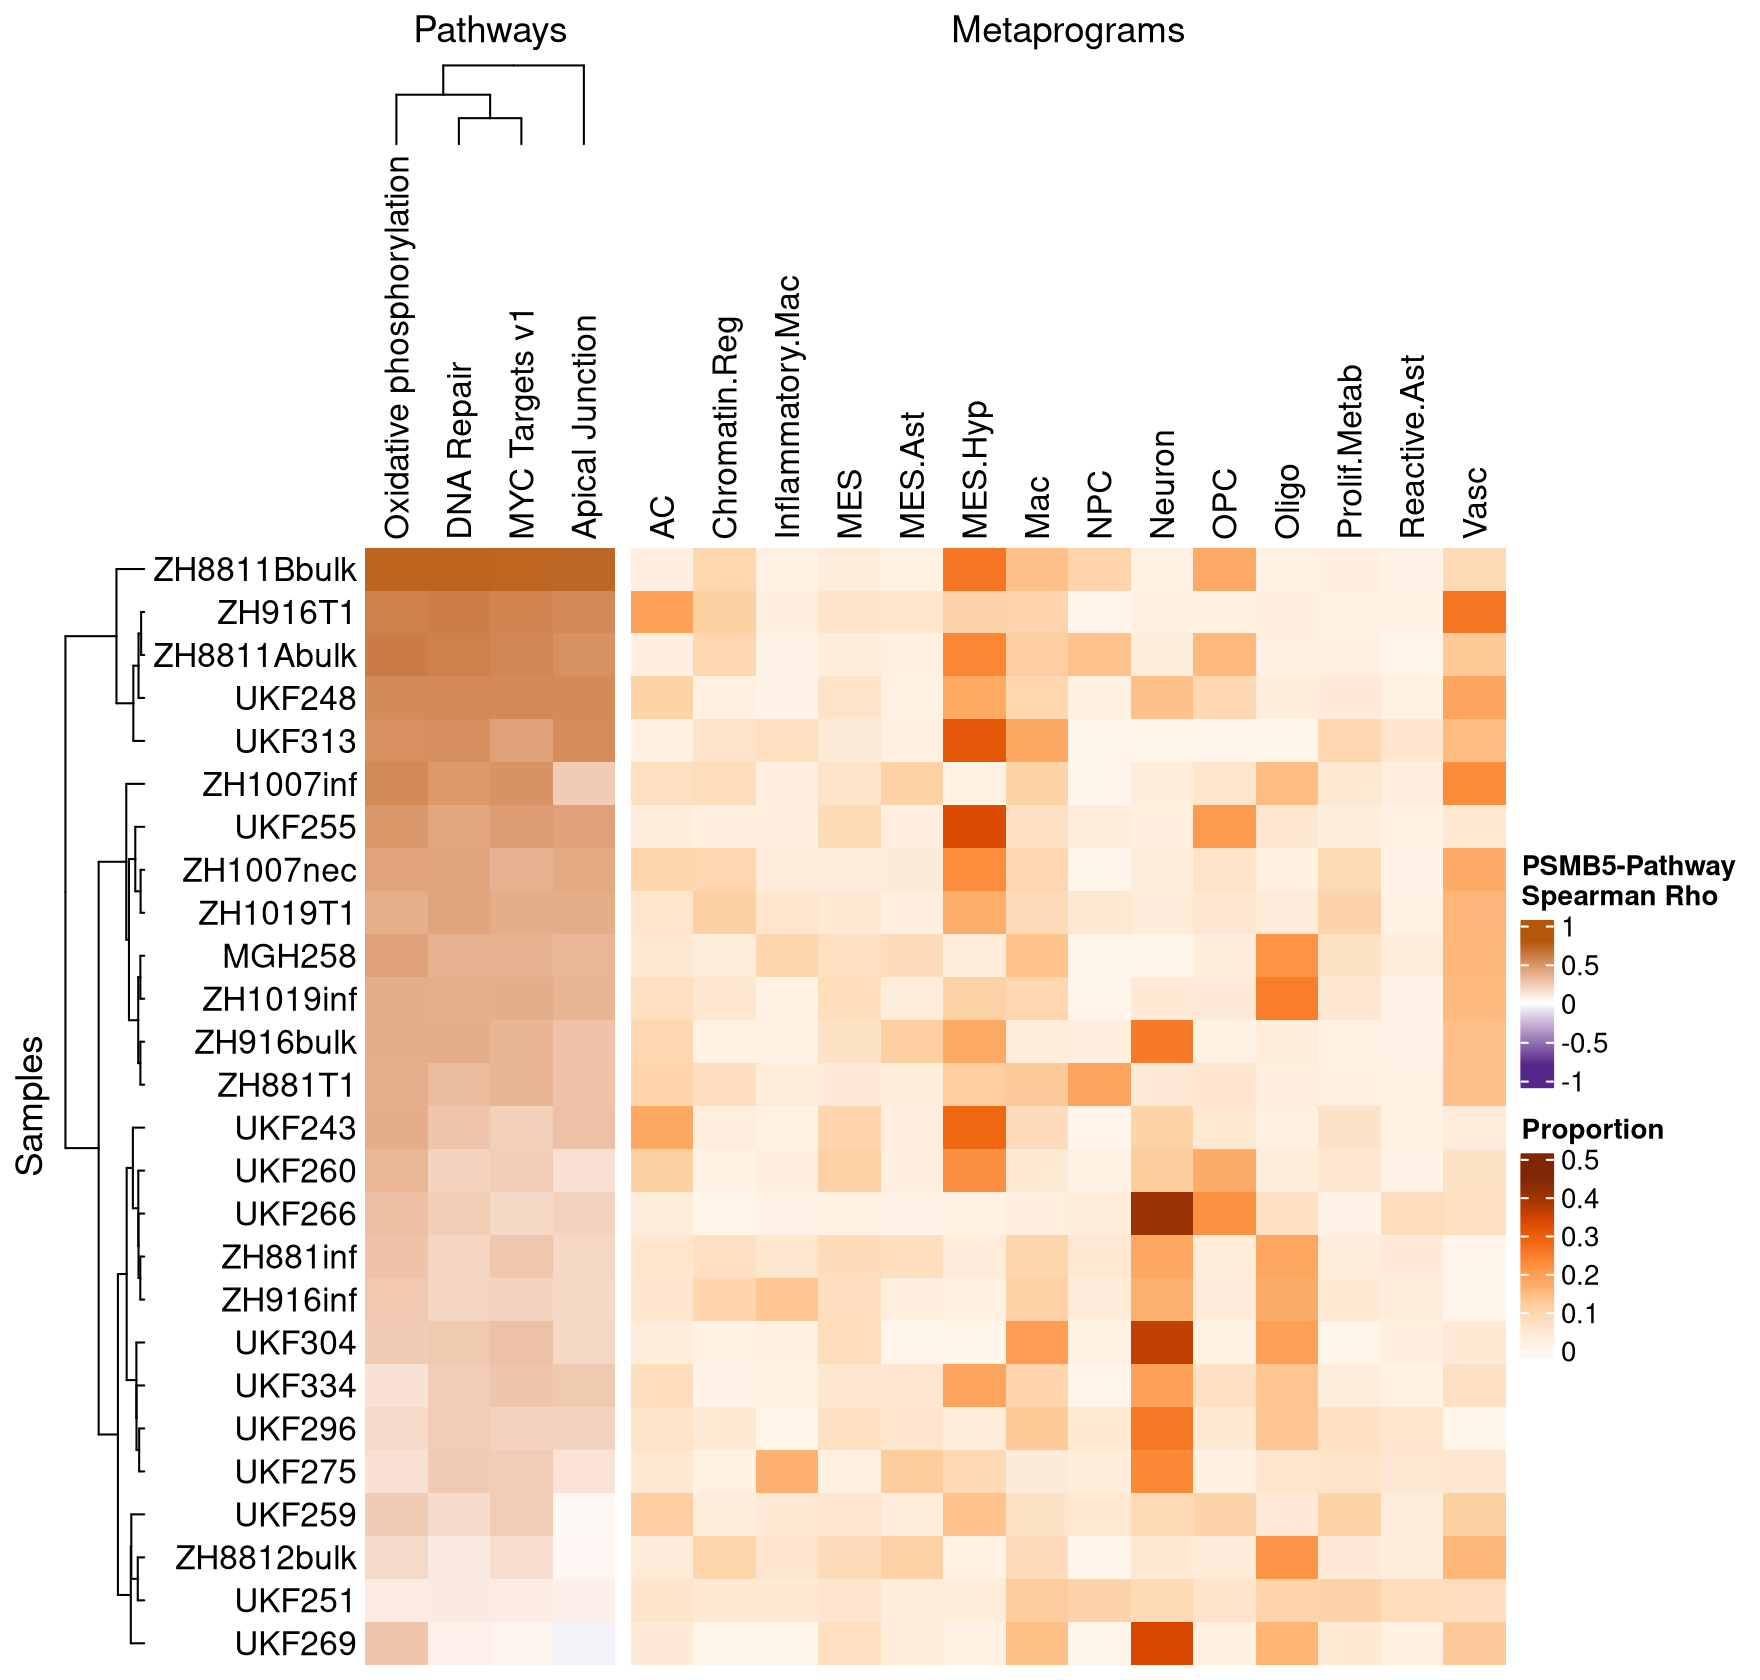 Pathways
Metaprograms
Oxidative phosphorylation
DNA Repair
MYC Targets v1
Apical Junction
AC
Chromatin.Reg
Inflammatory.Mac
MES
MES.Ast
MES.Hyp
Mac
NPC
Neuron
OPC
Oligo
Prolif.Metab
Reactive.Ast
Vasc
Samples
ZH8811Bbulk
ZH916T1
ZH8811Abulk
UKF248
UKF313
ZH1007inf
UKF255
ZH1007nec
ZH1019T1
MGH258
ZH1019inf
ZH916bulk
ZH881T1
UKF243
UKF260
UKF266
ZH881inf
ZH916inf
UKF304
UKF334
UKF296
UKF275
UKF259
ZH8812bulk
UKF251
UKF269
PSMB5-Pathway
Spearman Rho
1
0.5
0
-0.5
-1
Proportion
0.5
0.4
0.3
0.2
0.1
0